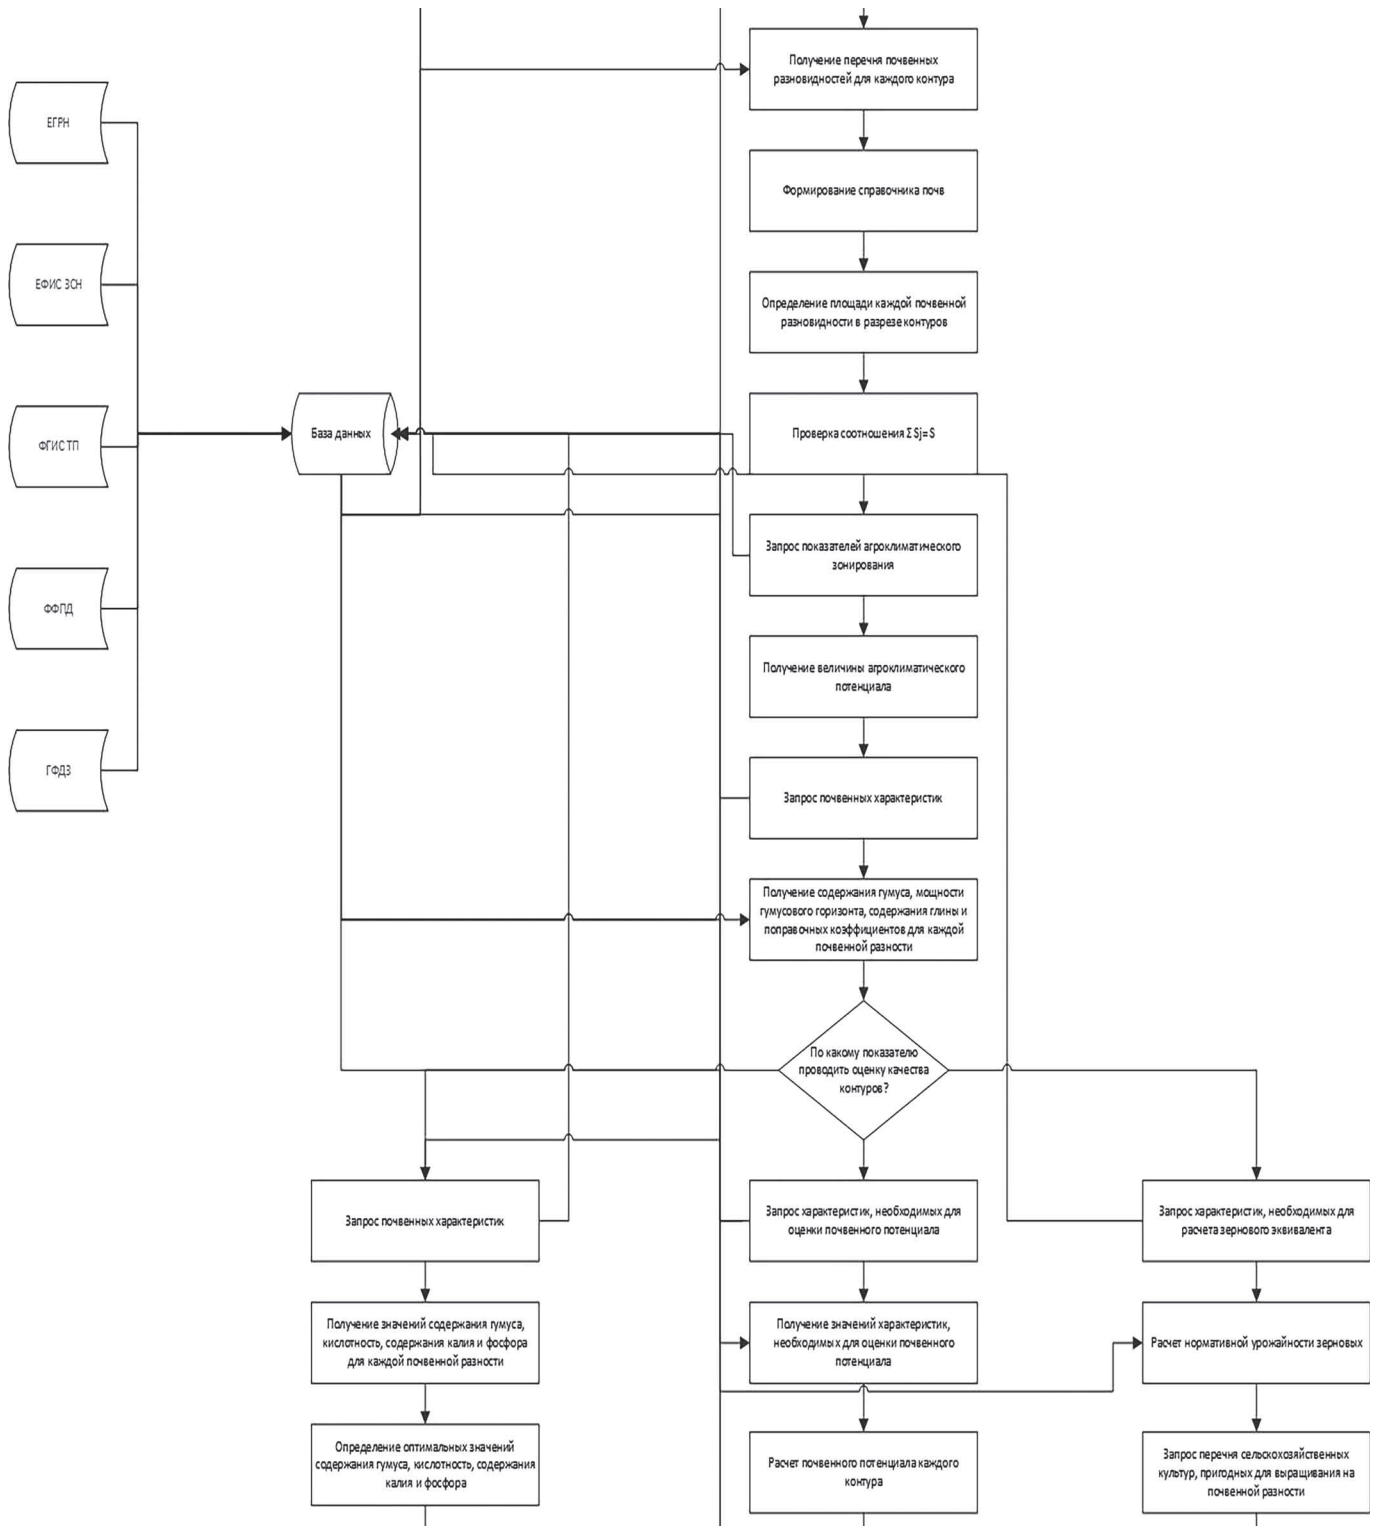 Получение перечня почвенных
разновидностей для каждого контура
ЕГРН
Формирование справочника почв
ЕФИС ЗСН
Определение площади каждой почвенной
разновидности в разрезе контуров
ФГИС ТП
База данных
Проверка соотношения Σ Sj= S
Запрос показателей агроклиматического
зонирования
ФФПД
Получение величины агроклиматического
потенциала
ГФДЗ
Запрос почвенных характеристик
Получение содержания гумуса, мощности
гумусового горизонта, содержания глины и
поправочных коэффициентов для каждой
почвенной разности
По какому показателю
проводить оценку качества
контуров?
Запрос почвенных характеристик
Запрос характеристик, необходимых для
оценки почвенного потенциала
Запрос характеристик, необходимых для
расчета зернового эквивалента
Получение значений содержания гумуса,
кислотность, содержания калия и фосфора
для каждой почвенной разности
Получение значений характеристик,
необходимых для оценки почвенного
потенциала
Расчет нормативной урожайности зерновых
Определение оптимальных значений
содержания гумуса, кислотность, содержания
калия и фосфора
Расчет почвенного потенциала каждого
контура
Запрос перечня сельскохозяйственных
культур, пригодных для выращивания на
почвенной разности